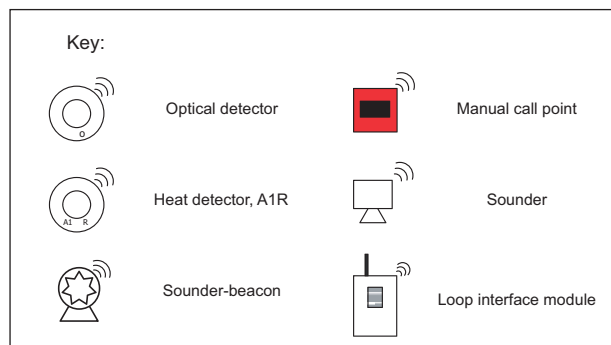 Key:
O
Optical detector
Manual call point
A1 R
Heat detector, A1R
Sounder
Sounder-beacon
Loop interface module